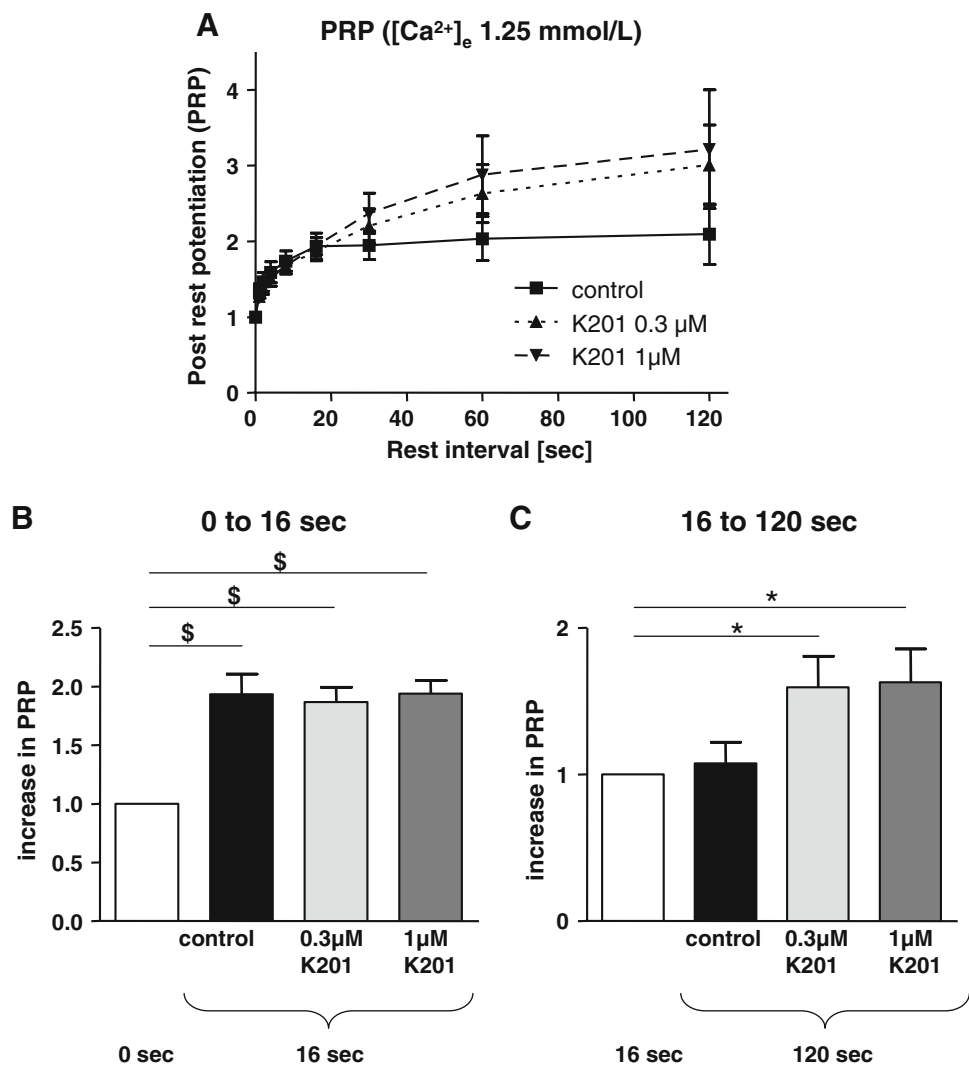 A
PRP ([Ca²⁺]ₑ 1.25 mmol/L)
Post rest potentiation (PRP)
4
3
2
1
0
control
K201 0.3 µM
K201 1µM
0 20 40 60 80 100 120
Rest interval [sec]
B
0 to 16 sec
$
$
$
increase in PRP
2.5
2.0
1.5
1.0
0.5
0.0
control 0.3µM 1µM
K201 K201
0 sec 16 sec
C
16 to 120 sec
*
*
increase in PRP
2
1
0
control 0.3µM 1µM
K201 K201
16 sec 120 sec